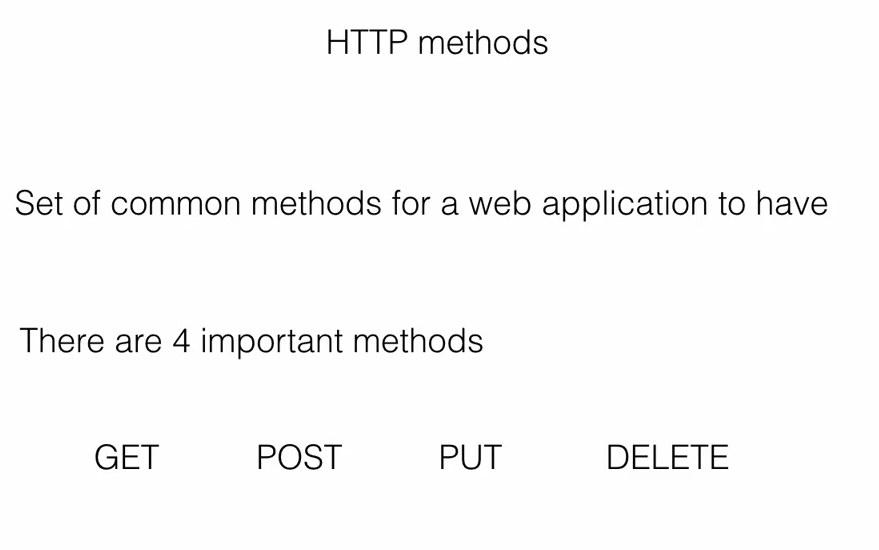 HTTP methods
Set of common methods for a web application to have
There are 4 important methods
GET POST PUT DELETE